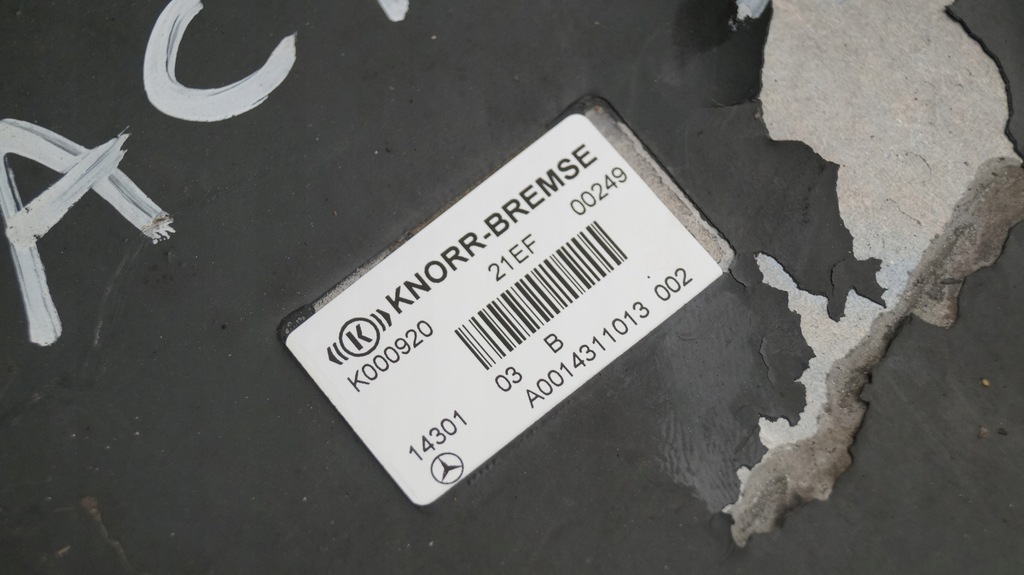 AC
KNORR-BREMSE
K000920 21EF 00249
03 B
14301 A0014311013 002